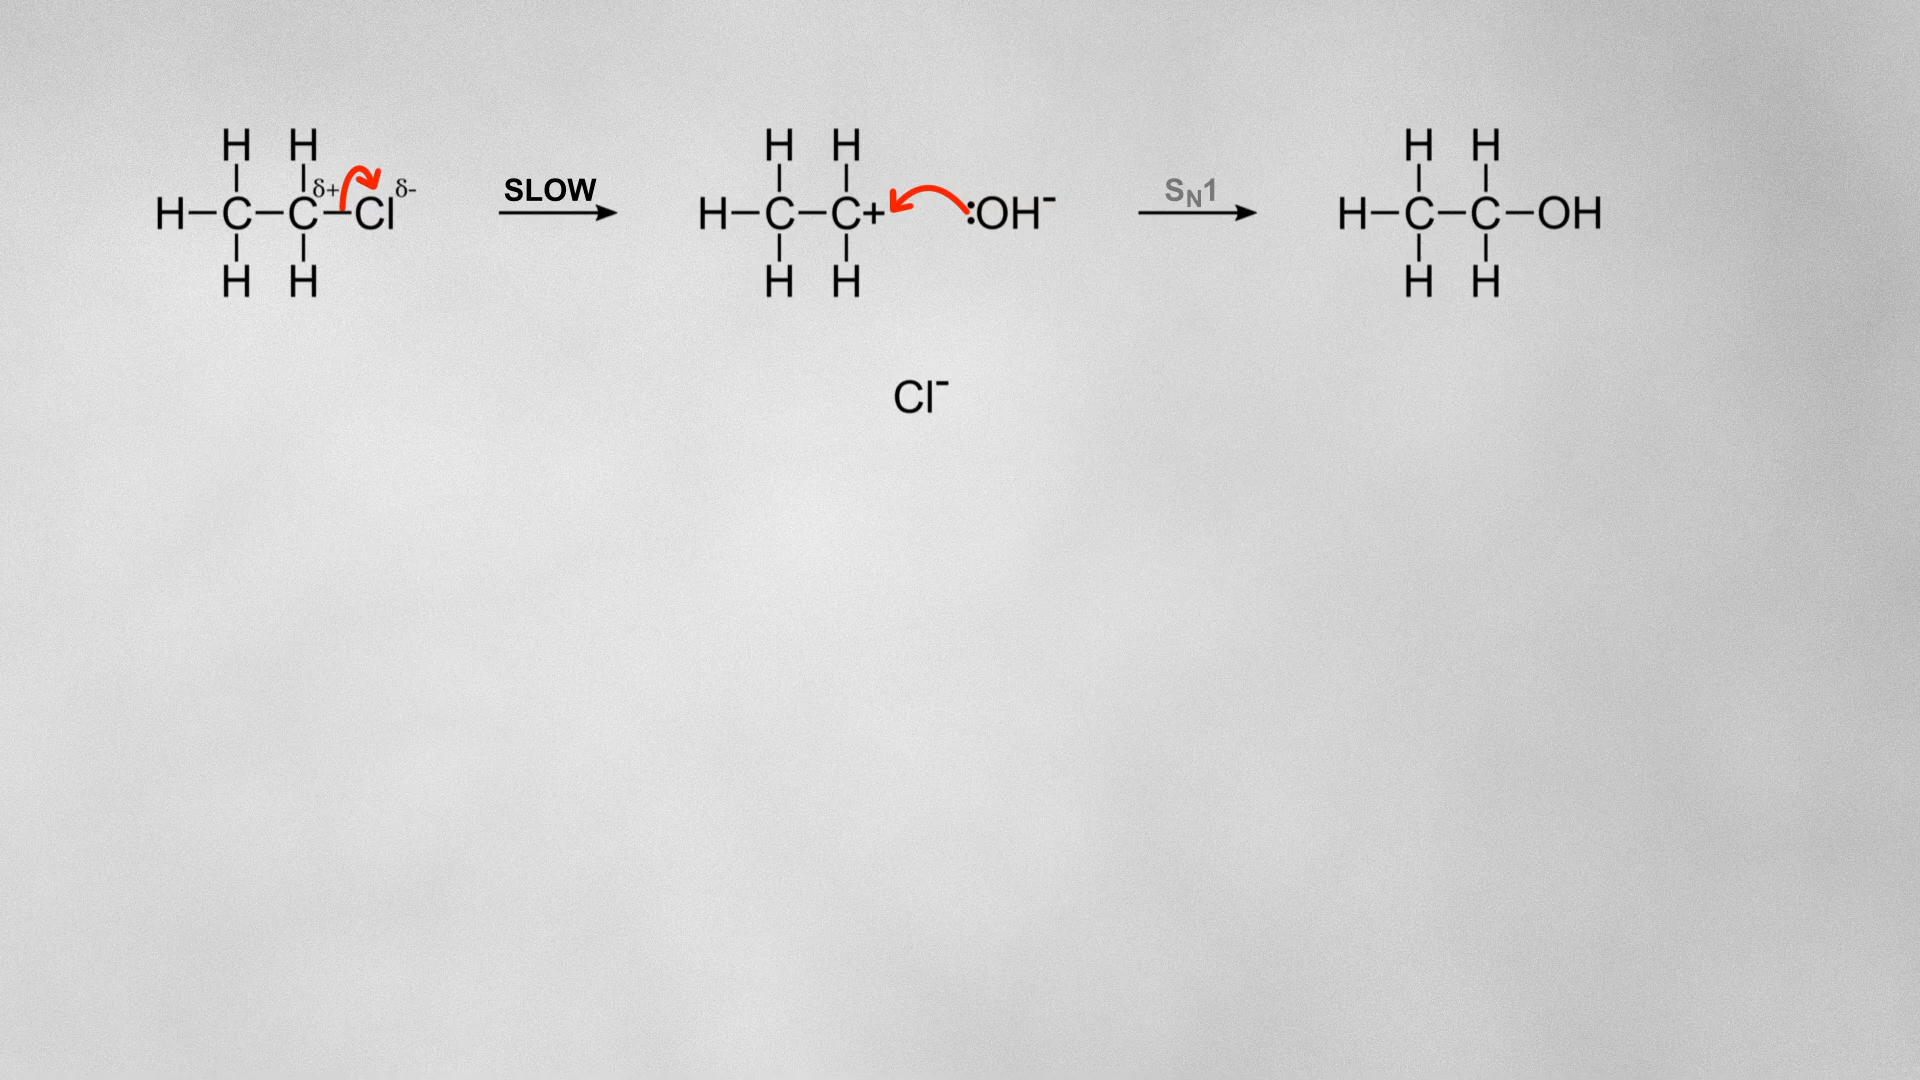 H H H H H H
δ+ δ- SLOW SN1
H–C–C–Cl H–C–C+ :OH⁻ H–C–C–OH
H H H H H H
Cl⁻